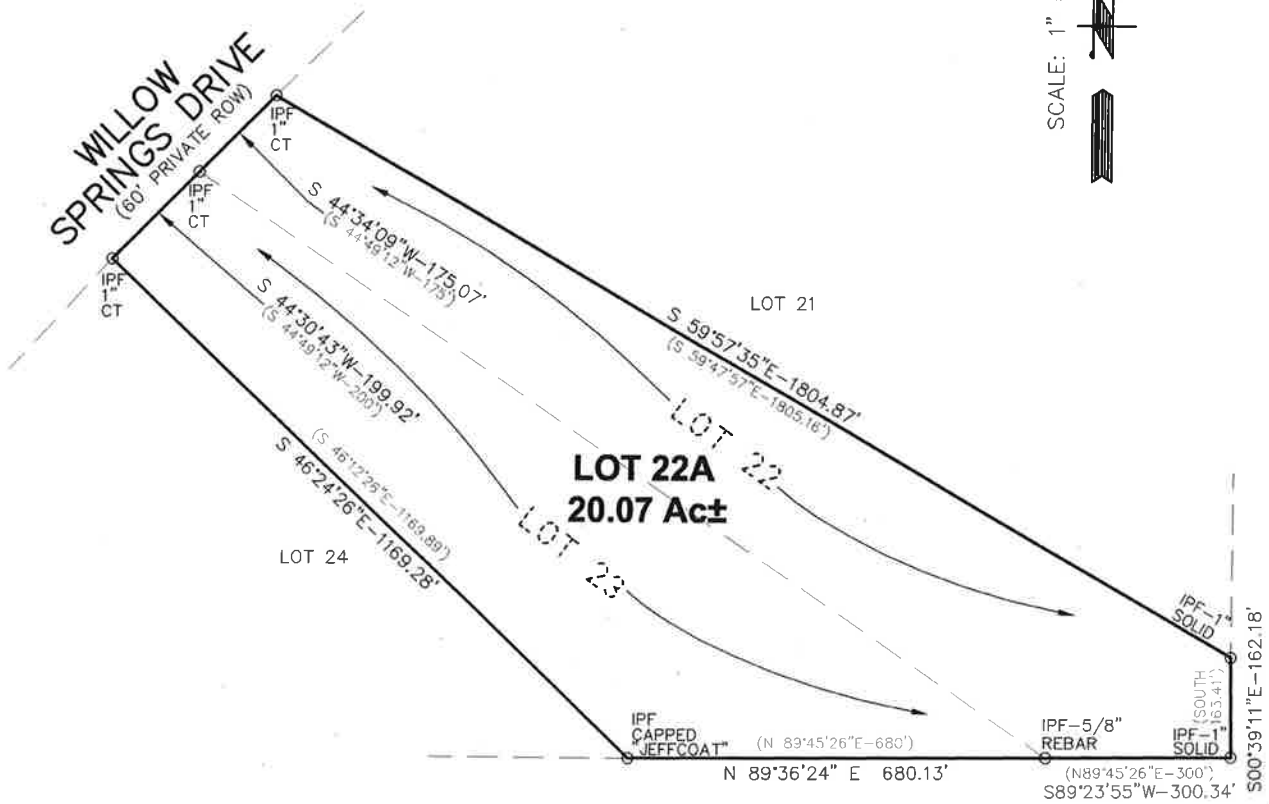 SCALE: 1"
WILLOW
SPRINGS DRIVE
(60' PRIVATE ROW)
IPF
1"
CT
IPF
1"
CT
IPF
1"
CT
S 44°34'09"W-175.07'
(S 44°49'12"W-175')
S 44°30'43"W-199.92'
(S 44°49'12"W-200')
LOT 21
S 59°57'35"E-1804.87'
(S 59°47'57"E-1805.16')
LOT 22
LOT 22A
20.07 Ac±
LOT 23
(S 46°12'26"E-1169.89')
S 46°24'26"E-1169.28'
LOT 24
IPF-1"
SOLID
(SOUTH
163.41')
S00°39'11"E-162.18'
IPF
CAPPED
"JEFFCOAT"
(N 89°45'26"E-680')
N 89°36'24" E 680.13'
IPF-5/8"
REBAR
IPF-1"
SOLID
(N89°45'26"E-300')
S89°23'55"W-300.34'